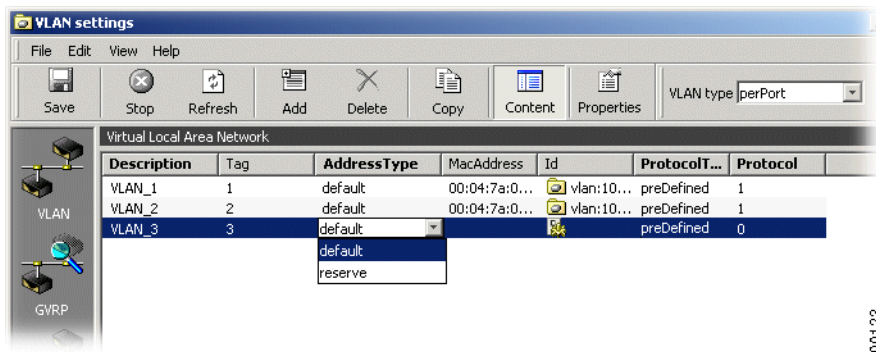 VLAN settings
File Edit View Help
Save Stop Refresh Add Delete Copy Content Properties VLAN type perPort
Virtual Local Area Network
Description Tag AddressType MacAddress Id ProtocolT... Protocol
VLAN_1 1 default 00:04:7a:0... vlan:10... preDefined 1
VLAN_2 2 default 00:04:7a:0... vlan:10... preDefined 1
VLAN_3 3 default preDefined 0
default
reserve
VLAN
GVRP